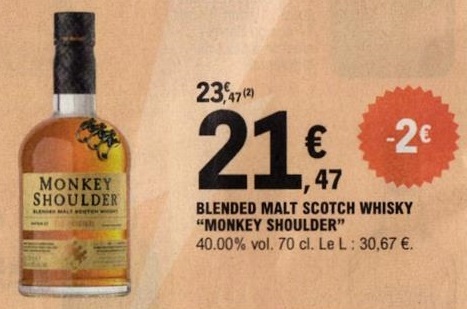 MONKEY
SHOULDER
BLENDED MALT SCOTCH WHISKY
23,€47 (2)
21,€47
-2€
BLENDED MALT SCOTCH WHISKY
“MONKEY SHOULDER”
40.00% vol. 70 cl. Le L : 30,67 €.